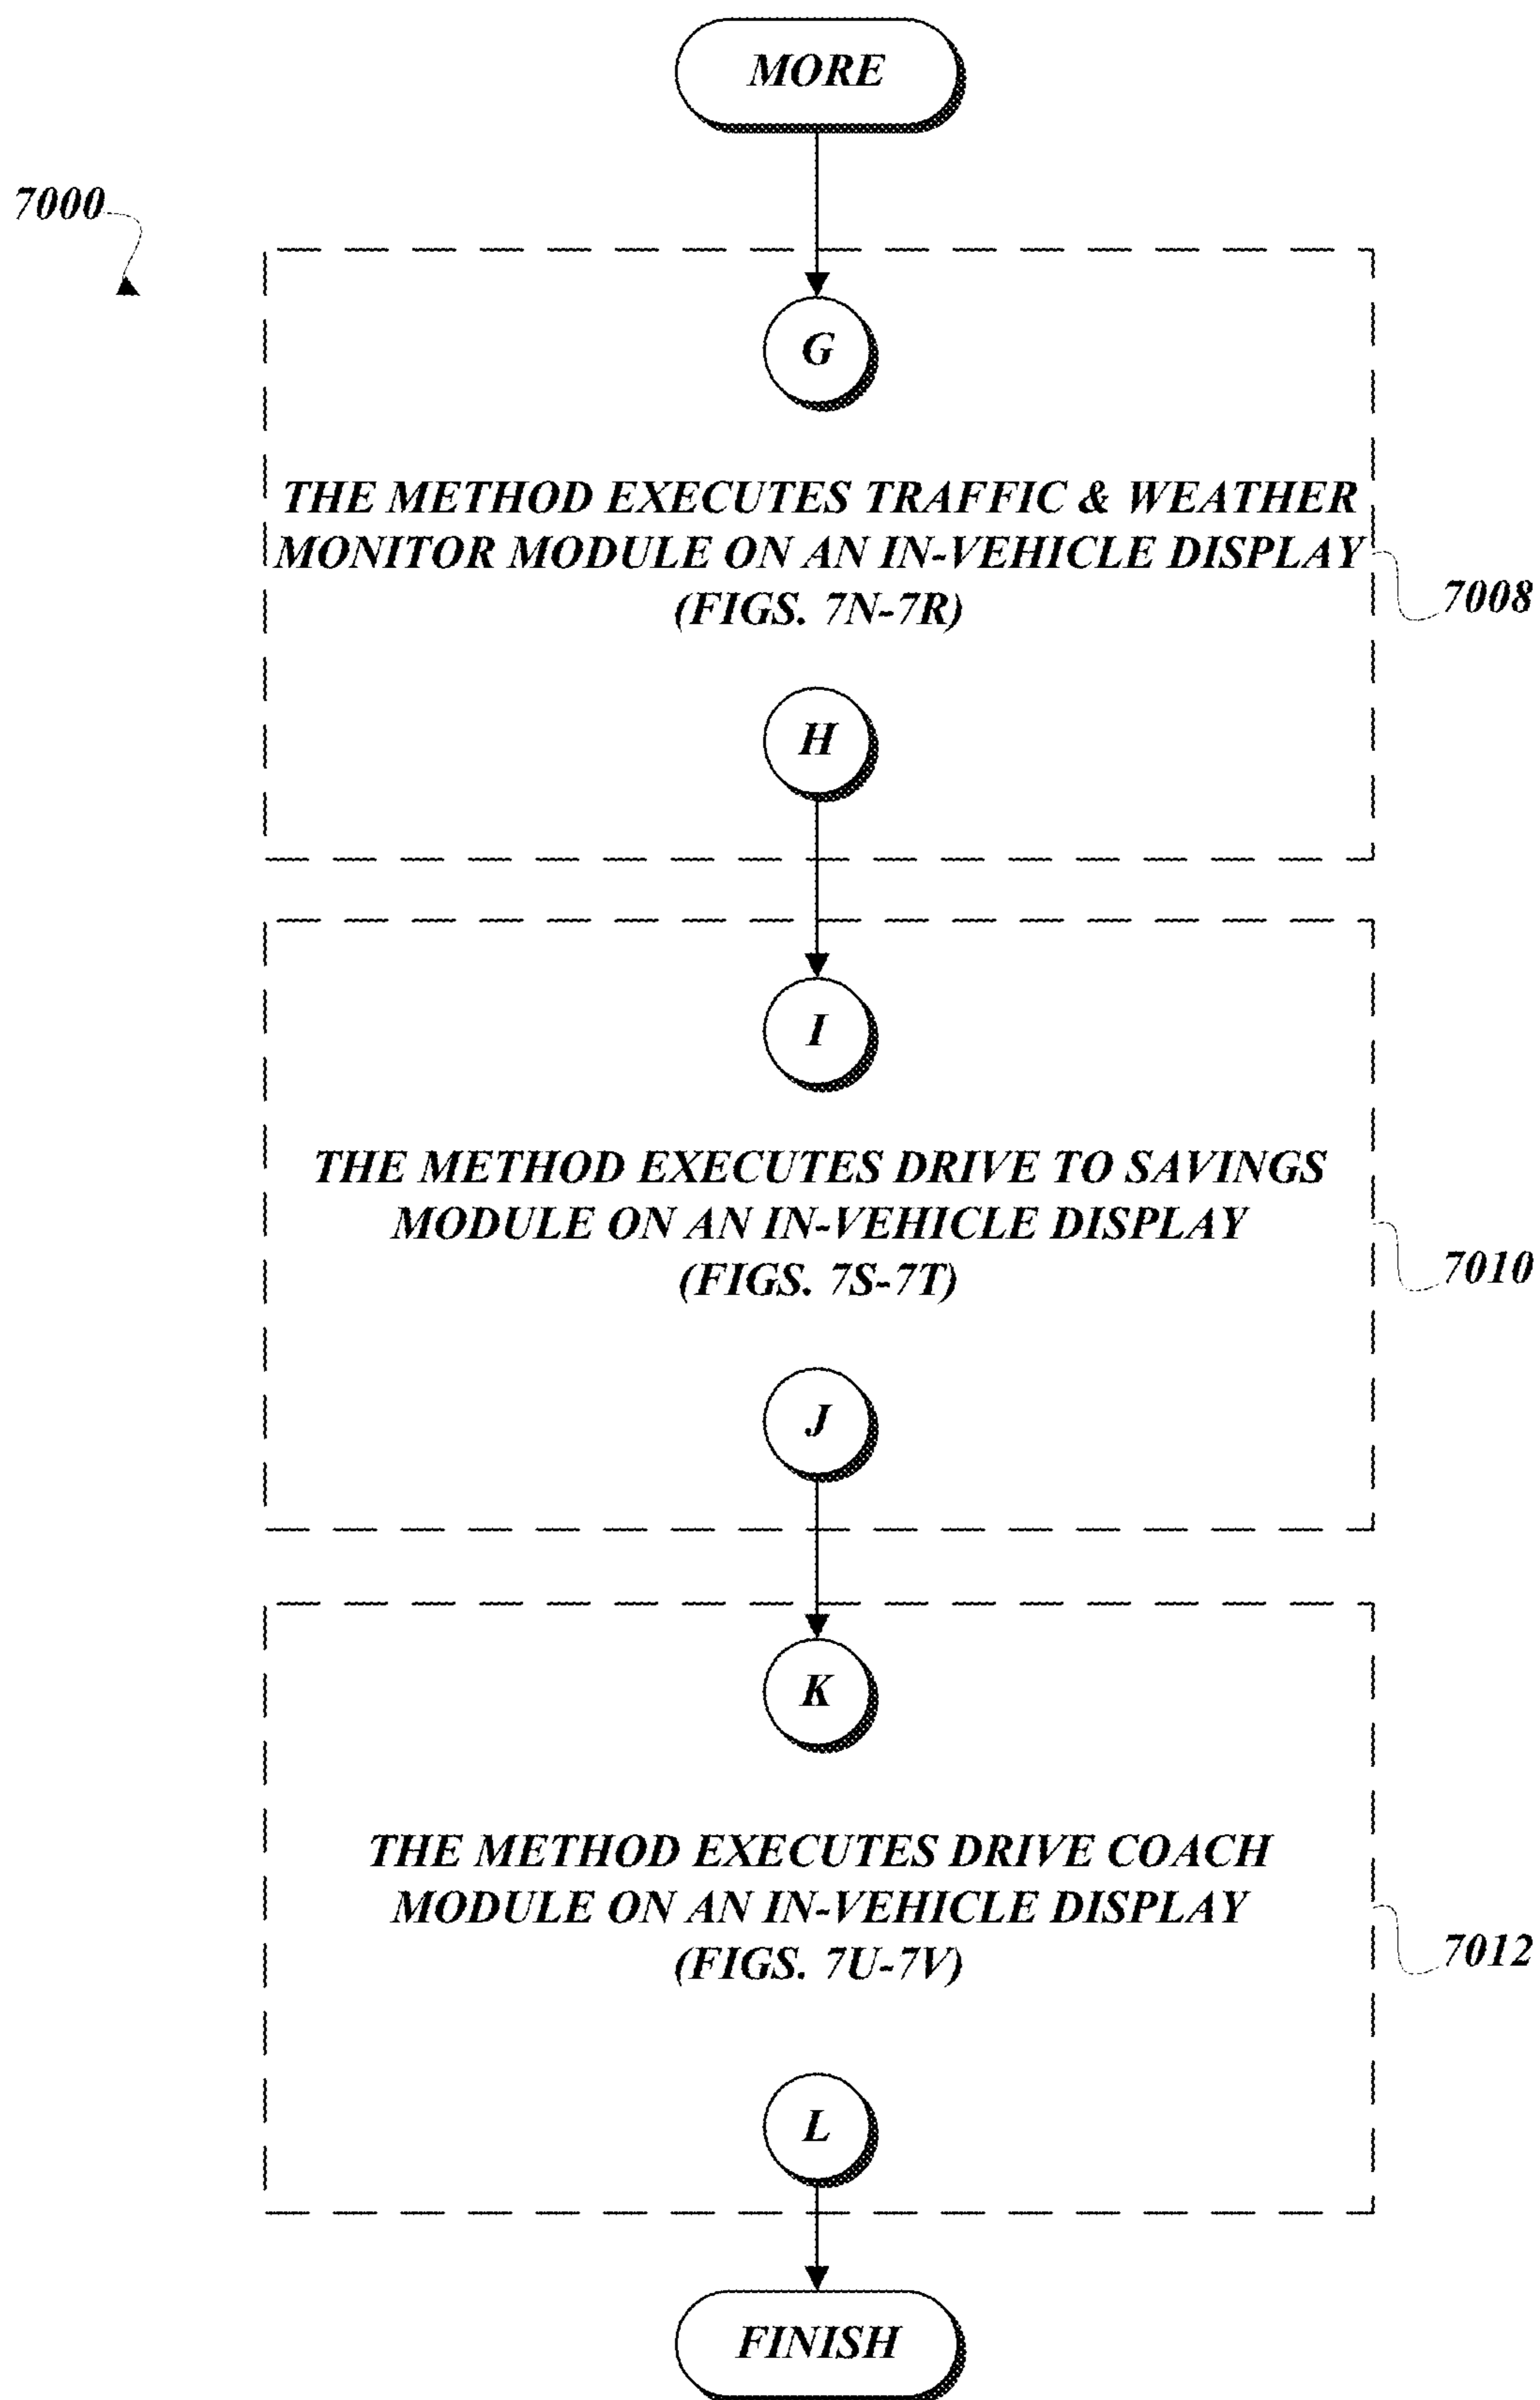 MORE
7000
G
THE METHOD EXECUTES TRAFFIC & WEATHER
MONITOR MODULE ON AN IN-VEHICLE DISPLAY
(FIGS. 7N-7R)
7008
H
I
THE METHOD EXECUTES DRIVE TO SAVINGS
MODULE ON AN IN-VEHICLE DISPLAY
(FIGS. 7S-7T)
7010
J
K
THE METHOD EXECUTES DRIVE COACH
MODULE ON AN IN-VEHICLE DISPLAY
(FIGS. 7U-7V)
7012
L
FINISH